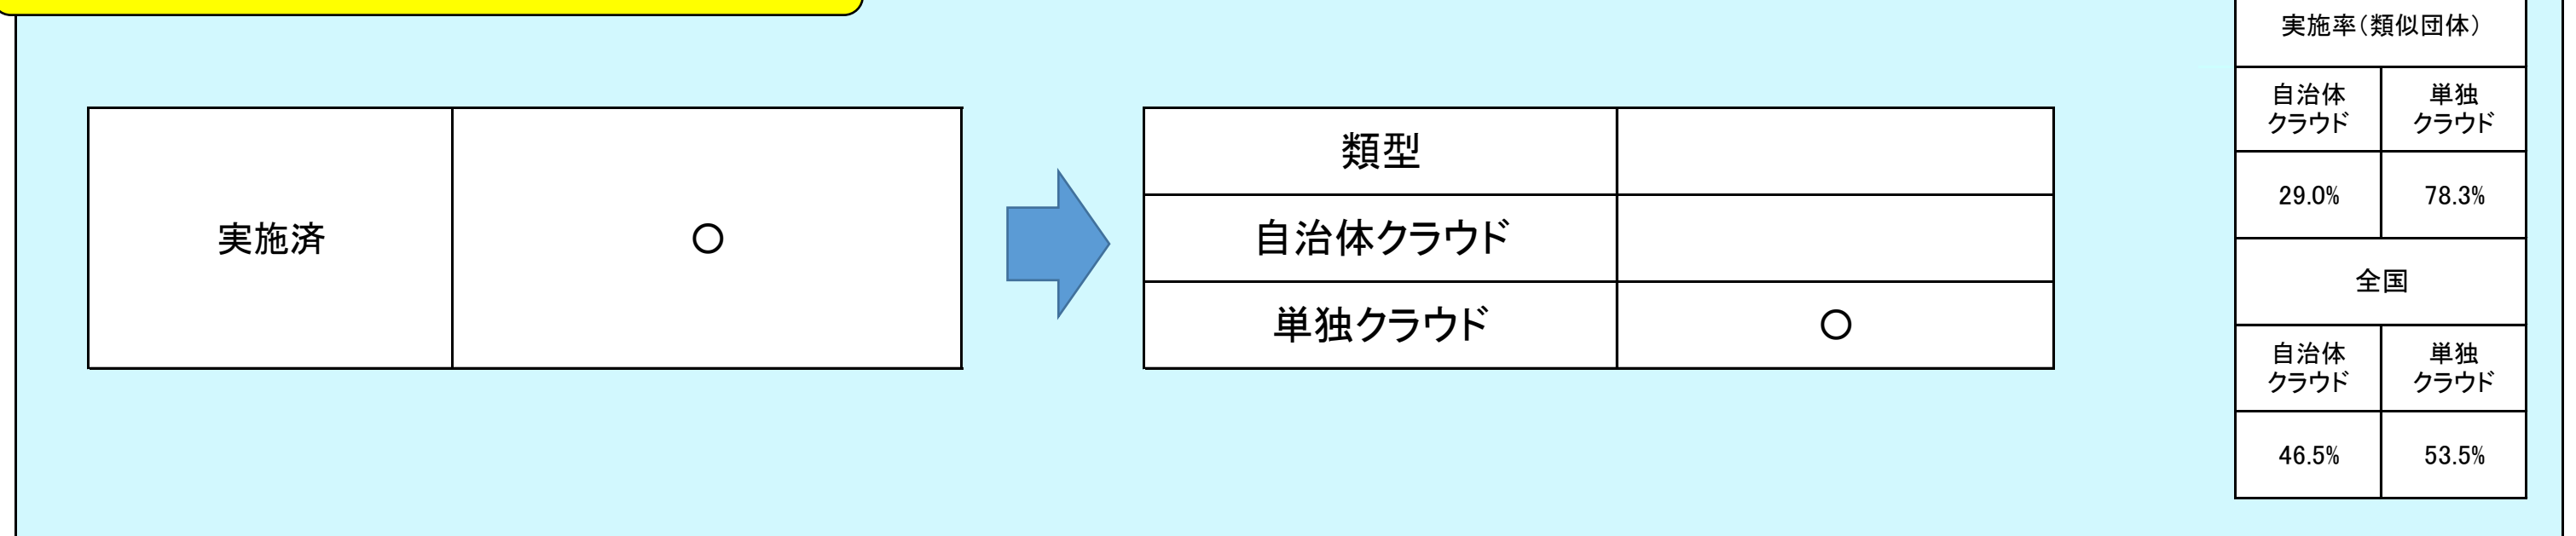 実施済
○
類型
自治体クラウド
単独クラウド
○
実施率（類似団体）
自治体
クラウド
単独
クラウド
29.0%
78.3%
全国
自治体
クラウド
単独
クラウド
46.5%
53.5%